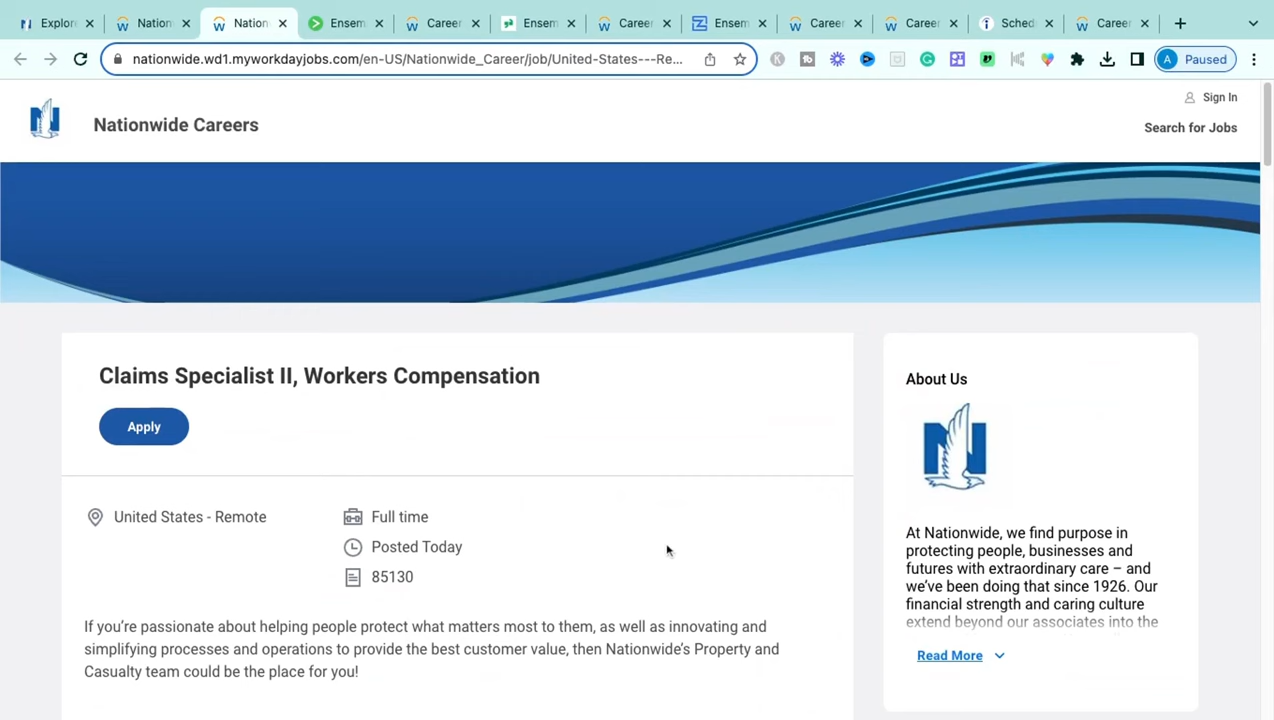 Explore
Nation
Nation
Ensem
Career
Ensem
Career
Ensem
Career
Career
Sched
Career
nationwide.wd1.myworkdayjobs.com/en-US/Nationwide_Career/job/United-States---Re...
A Paused
Sign In
Nationwide Careers
Search for Jobs
Claims Specialist II, Workers Compensation
Apply
United States - Remote
Full time
Posted Today
85130
If you're passionate about helping people protect what matters most to them, as well as innovating and
simplifying processes and operations to provide the best customer value, then Nationwide's Property and
Casualty team could be the place for you!
About Us
At Nationwide, we find purpose in
protecting people, businesses and
futures with extraordinary care – and
we've been doing that since 1926. Our
financial strength and caring culture
extend beyond our associates into the
Read More